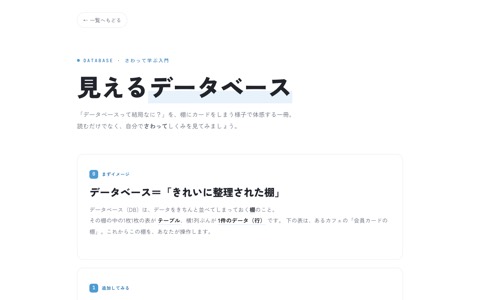 ← 一覧へもどる
DATABASE · さわって学ぶ入門
見えるデータベース
「データベースって結局なに？」を、棚にカードをしまう様子で体感する一冊。
読むだけでなく、自分でさわってしくみを見てみましょう。
0 まずイメージ
データベース＝「きれいに整理された棚」
データベース（DB）は、データをきちんと並べてしまっておく棚のこと。
その棚の中の1枚1枚の表が テーブル、横1列ぶんが 1件のデータ（行） です。 下の表は、あるカフェの「会員カードの
棚」。これからこの棚を、あなたが操作します。
1 追加してみる